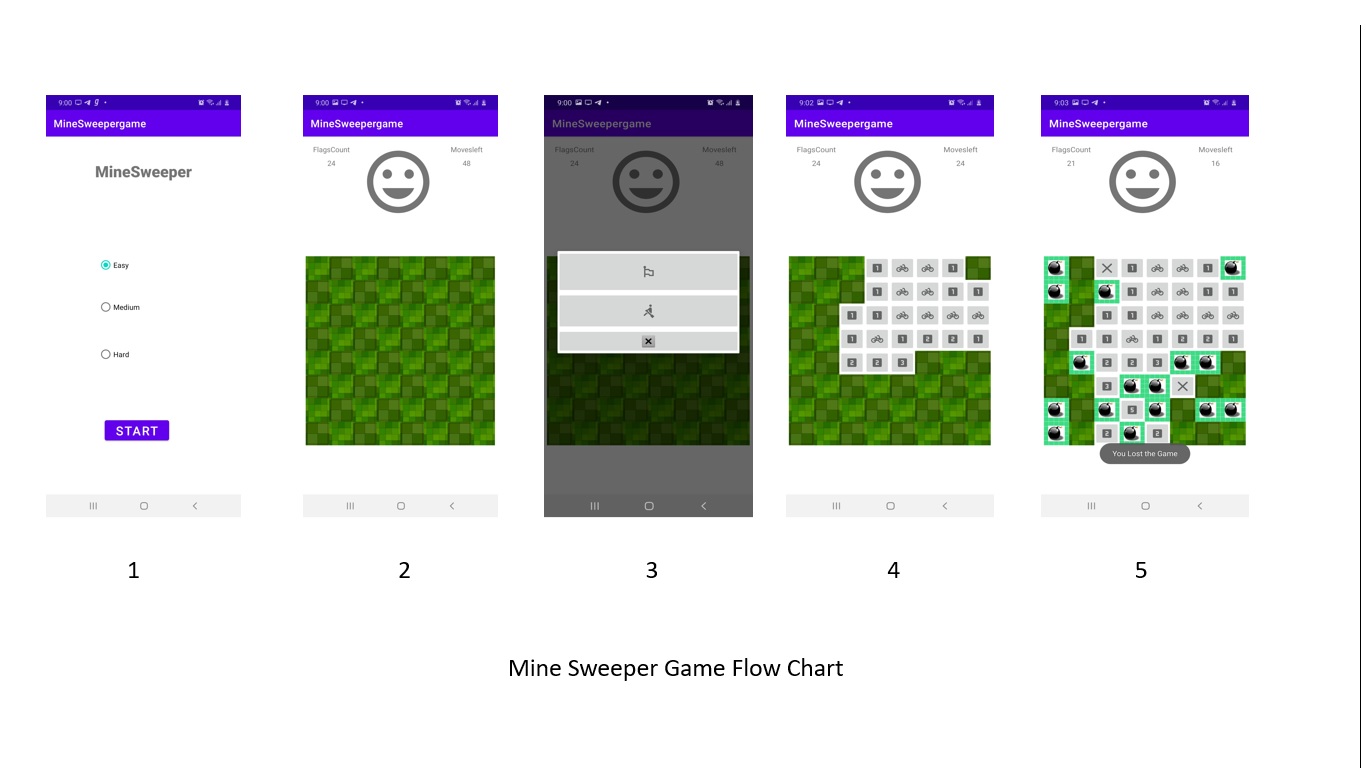 9:00
MineSweepergame
MineSweeper
Easy
Medium
Hard
START
1
9:00
MineSweepergame
FlagsCount Movesleft
24 48
2
9:00
MineSweepergame
FlagsCount Movesleft
24 48
3
9:02
MineSweepergame
FlagsCount Movesleft
24 24
1 1
1 1 1
1 1
1 1 2 2 1
2 2 3
4
9:03
MineSweepergame
FlagsCount Movesleft
21 16
1 1
1 1 1
1 1
1 1 1 2 2 1
2 2 3
3
5
2 2
You Lost the Game
5
Mine Sweeper Game Flow Chart